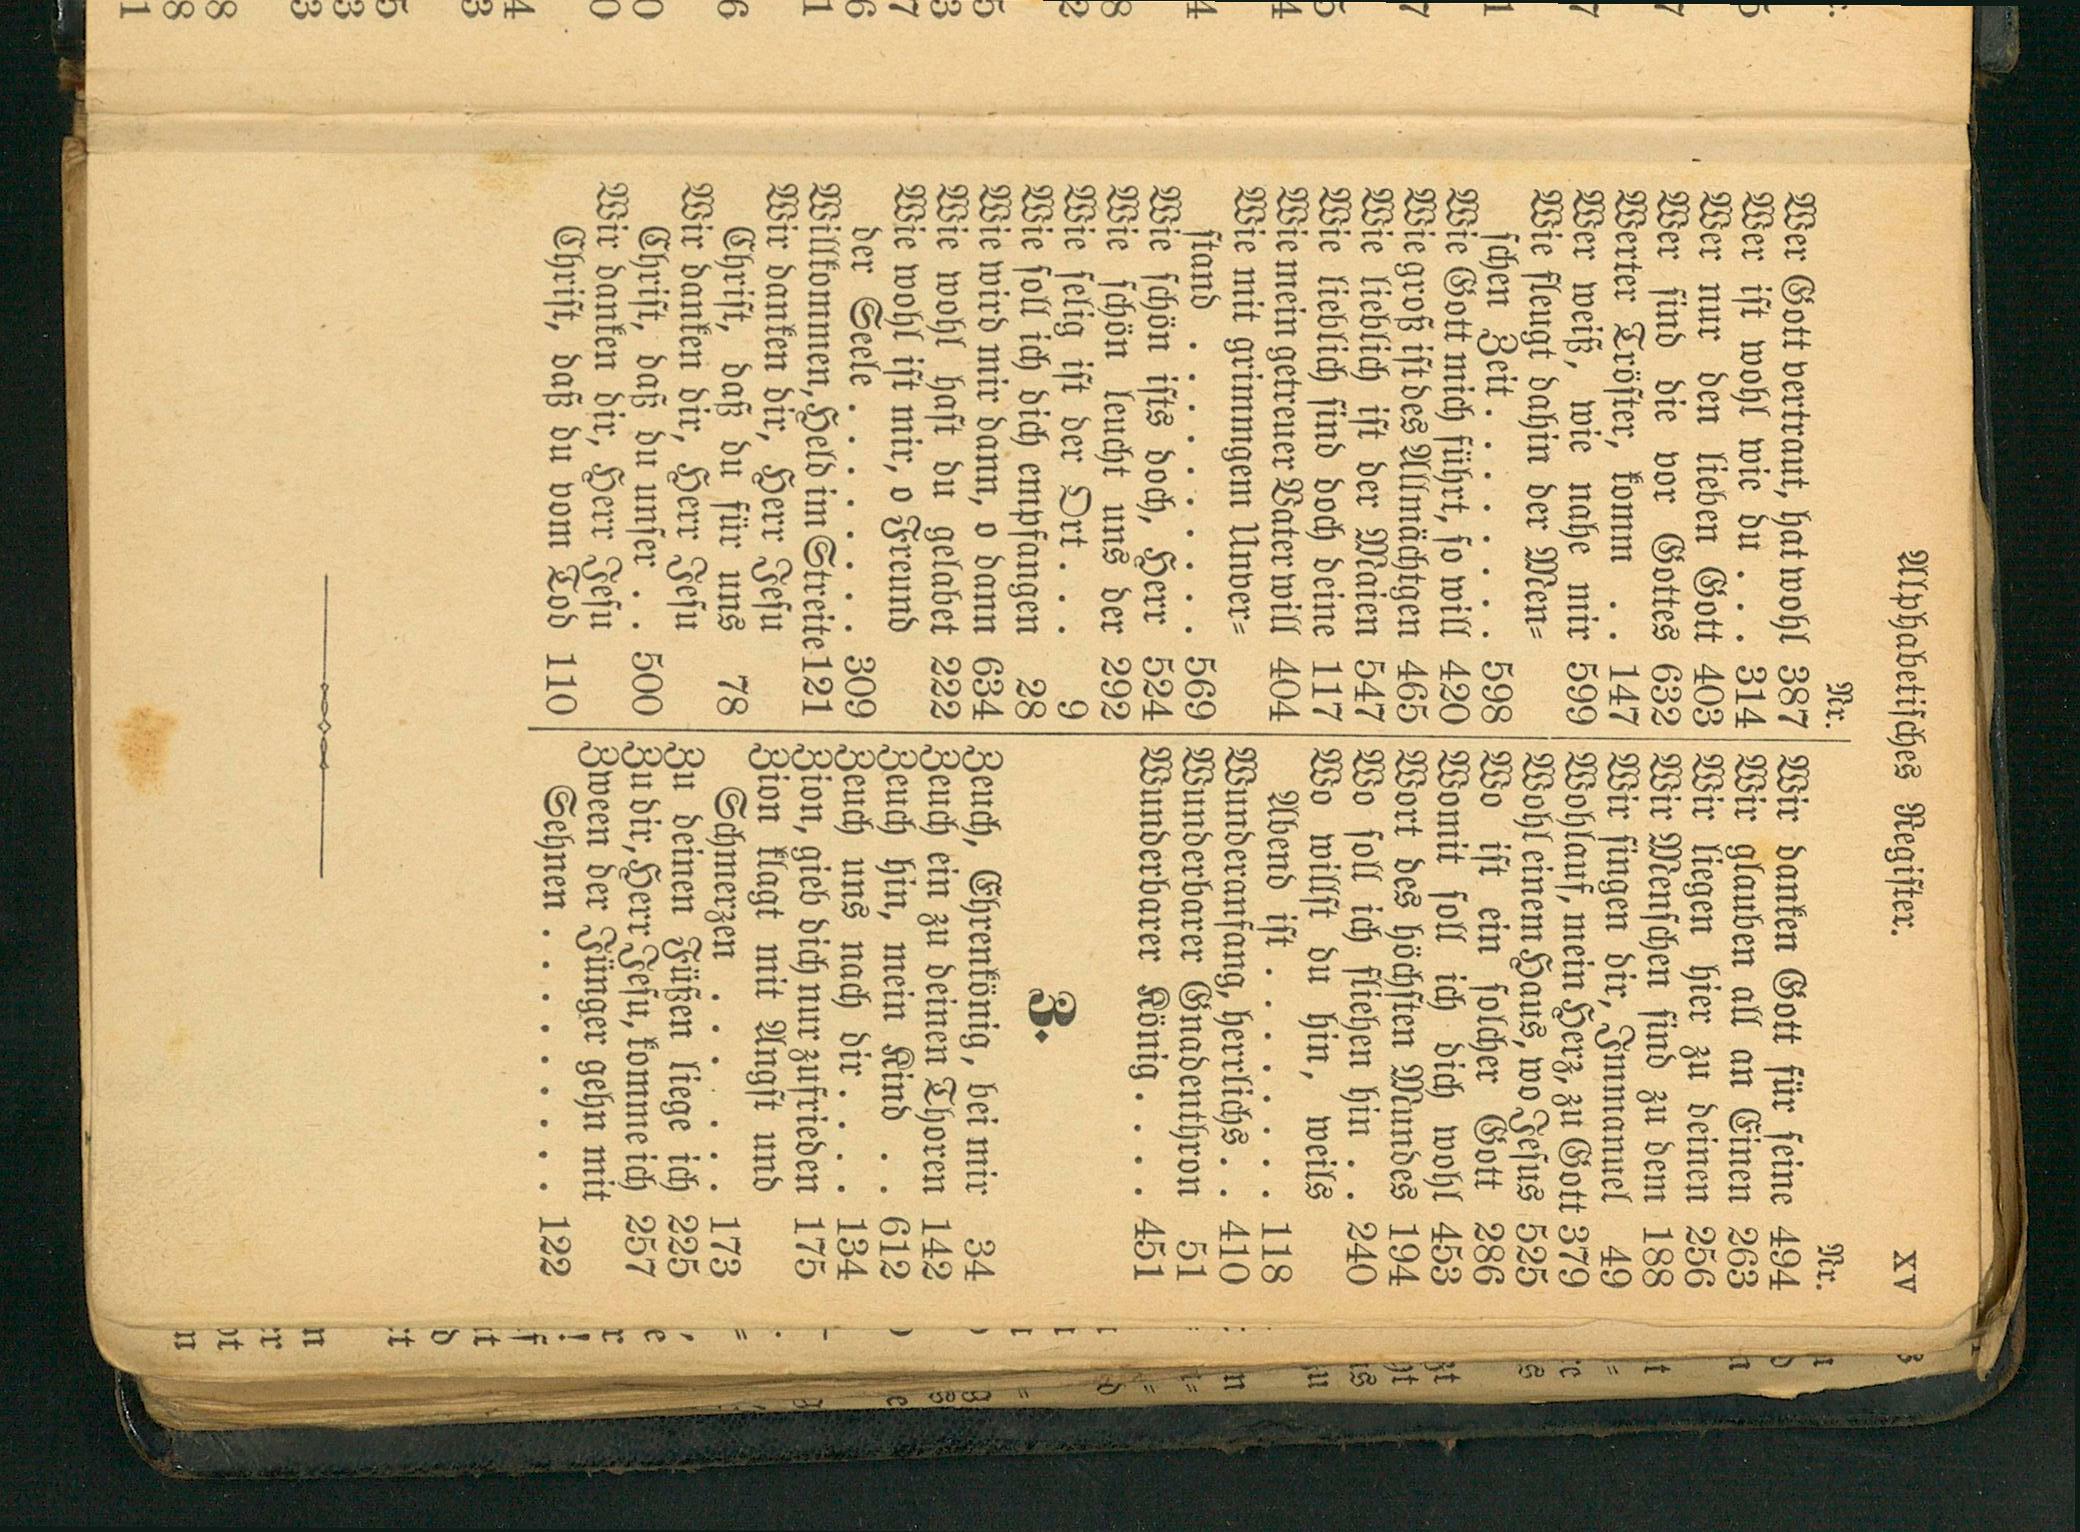 Alphabetisches Register. XV
Nr.
Wer Gott vertraut, hat wohl 387
Wer ist wohl wie du . . . 314
Wer nur den lieben Gott 403
Wer sind die vor Gottes 632
Werter Tröster, komm . . 147
Wer weiß, wie nahe mir 599
Wie fleugt dahin der Men-
schen Zeit . . . . . . . 598
Wie Gott mich führt, so will 420
Wie groß ist des Allmächtgen 465
Wie lieblich ist der Maien 547
Wie lieblich sind doch deine 117
Wie mein getreuer Vater will 404
Wie mit grimmgem Unver-
stand . . . . . . . . 569
Wie schön ists doch, Herr 524
Wie schön leucht uns der 292
Wie selig ist der Ort . . . 9
Wie soll ich dich empfangen 28
Wie wird mir dann, o dann 634
Wie wohl hast du gelabet 222
Wie wohl ist mir, o Freund
der Seele . . . . . . . 309
Willkommen, Held im Streite 121
Wir danken dir, Herr Jesu
Christ, daß du für uns 78
Wir danken dir, Herr Jesu
Christ, daß du unser . . 500
Wir danken dir, Herr Jesu
Christ, daß du vom Tod 110
Nr.
Wir danken Gott für seine 494
Wir glauben all an Einen 263
Wir liegen hier zu deinen 256
Wir Menschen sind zu dem 188
Wir singen dir, Immanuel 49
Wohlauf, mein Herz, zu Gott 379
Wohl einem Haus, wo Jesus 525
Wo ist ein solcher Gott 286
Womit soll ich dich wohl 453
Wort des höchsten Mundes 194
Wo soll ich fliehen hin . . 240
Wo willst du hin, weils
Abend ist . . . . . . . 118
Wunderanfang, herrlichs . . 410
Wunderbarer Gnadenthron 51
Wunderbarer König . . . . 451
Z.
Zeuch, Ehrenkönig, bei mir 34
Zeuch ein zu deinen Thoren 142
Zeuch hin, mein Kind . . 612
Zeuch uns nach dir . . . . 134
Zion, gieb dich nur zufrieden 175
Zion klagt mit Angst und
Schmerzen . . . . . . 173
Zu deinen Füßen liege ich 225
Zu dir, Herr Jesu, komme ich 257
Zween der Jünger gehn mit
Sehnen . . . . . . . . 122